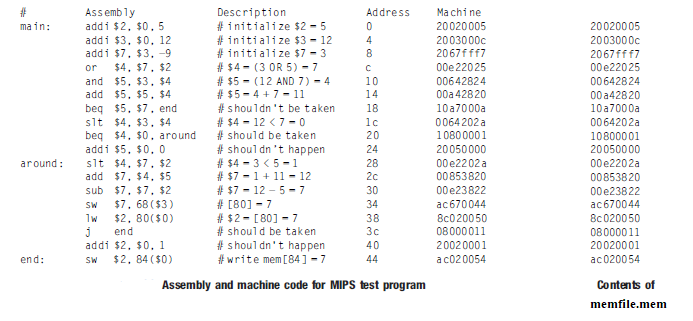 # Assembly Description Address Machine
main: addi $2, $0, 5 # initialize $2 = 5 0 20020005 20020005
addi $3, $0, 12 # initialize $3 = 12 4 2003000c 2003000c
addi $7, $3, −9 # initialize $7 = 3 8 2067fff7 2067fff7
or $4, $7, $2 # $4 = (3 OR 5) = 7 c 00e22025 00e22025
and $5, $3, $4 # $5 = (12 AND 7) = 4 10 00642824 00642824
add $5, $5, $4 # $5 = 4 + 7 = 11 14 00a42820 00a42820
beq $5, $7, end # shouldn't be taken 18 10a7000a 10a7000a
slt $4, $3, $4 # $4 = 12 < 7 = 0 1c 0064202a 0064202a
beq $4, $0, around # should be taken 20 10800001 10800001
addi $5, $0, 0 # shouldn't happen 24 20050000 20050000
around: slt $4, $7, $2 # $4 = 3 < 5 = 1 28 00e2202a 00e2202a
add $7, $4, $5 # $7 = 1 + 11 = 12 2c 00853820 00853820
sub $7, $7, $2 # $7 = 12 − 5 = 7 30 00e23822 00e23822
sw $7, 68($3) # [80] = 7 34 ac670044 ac670044
lw $2, 80($0) # $2 = [80] = 7 38 8c020050 8c020050
j end # should be taken 3c 08000011 08000011
addi $2, $0, 1 # shouldn't happen 40 20020001 20020001
end: sw $2, 84($0) # write mem[84] = 7 44 ac020054 ac020054
Assembly and machine code for MIPS test program Contents of
memfile.mem